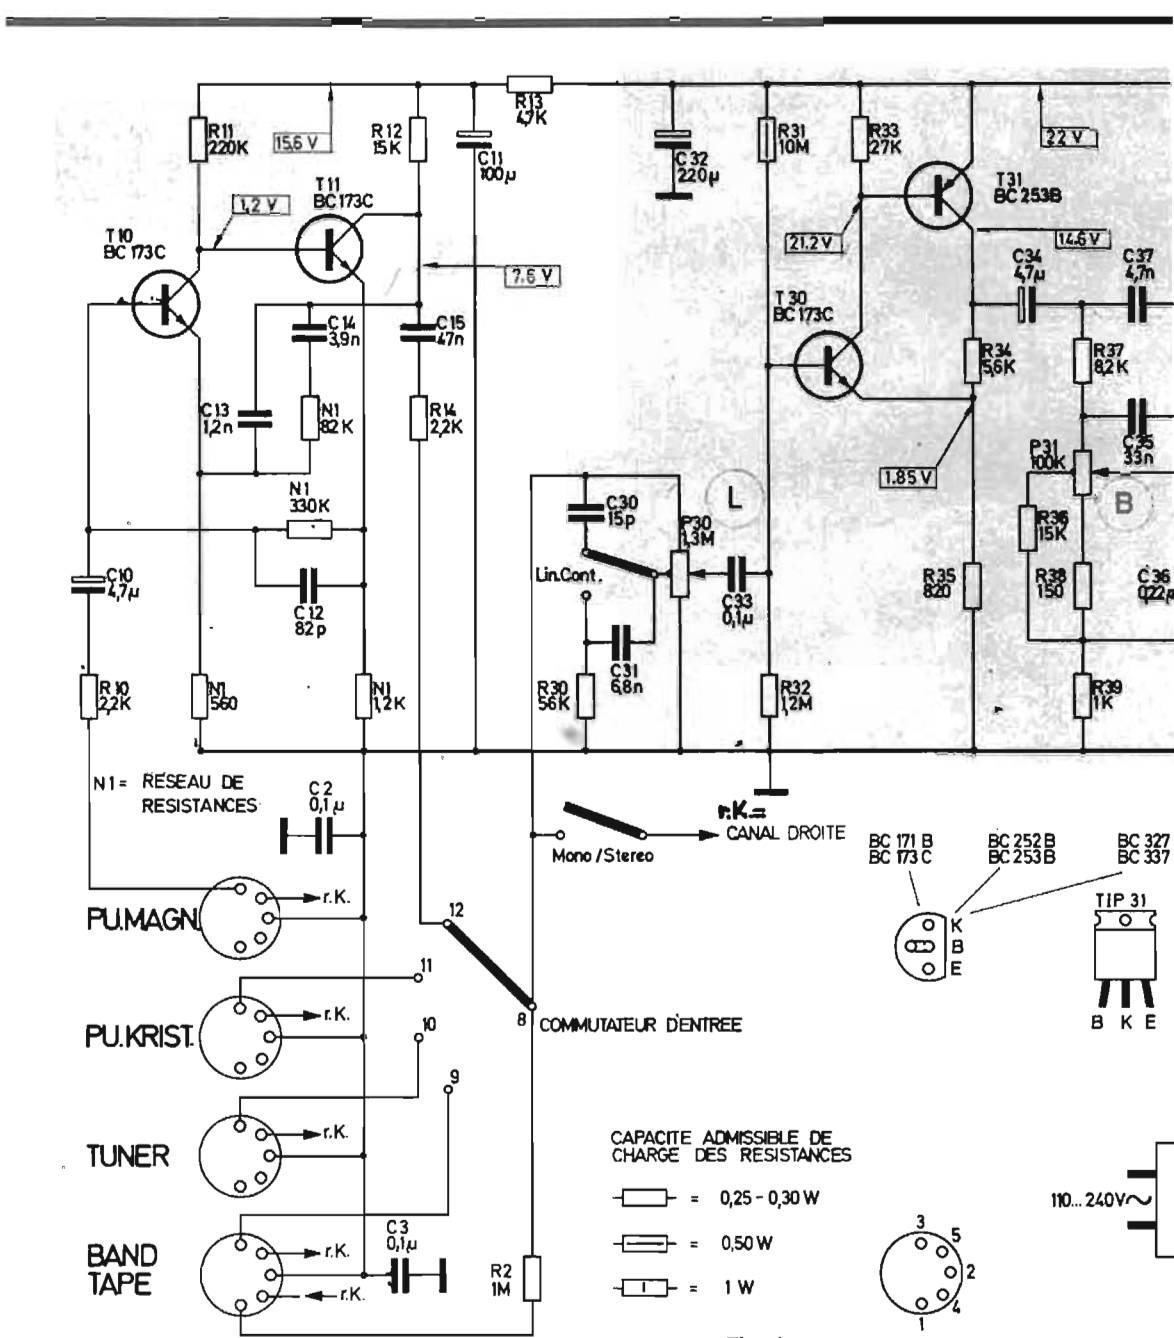 R13
4,7K
R11
220K
15.6 V
R12
15K
C11
100µ
C32
220µ
R31
10M
R33
27K
22 V
T31
BC 253B
T11
BC 173C
1,2 V
T10
BC 173C
21.2 V
14.6 V
7.6 V
C34
4,7µ
C37
4,7n
T30
BC 173C
C14
3,9n
C15
47n
R34
5,6K
R37
8,2K
C13
1,2n
N1
82K
R14
2,2K
C35
33n
P31
100K
1.85 V
L
B
N1
330K
C30
15p
P30
1,3M
R36
15K
Lin.Cont.
C10
4,7µ
C12
82p
C33
0,1µ
R35
820
R38
150
C36
0,22µ
C31
6,8n
R10
2,2K
N1
560
N1
1,2K
R30
56K
R32
1,2M
R39
1K
N1 = RESEAU DE
RESISTANCES
C2
0,1µ
r.K.=
CANAL DROITE
Mono / Stereo
BC 171 B
BC 173 C
BC 252 B
BC 253 B
BC 327
BC 337
TIP 31
K
B
E
B K E
PU.MAGN.
r.K.
12
11
PU.KRIST.
r.K.
10
8
COMMUTATEUR D'ENTREE
9
TUNER
r.K.
CAPACITE ADMISSIBLE DE
CHARGE DES RESISTANCES
= 0,25 - 0,30 W
= 0,50 W
= 1 W
110...240V~
BAND
TAPE
r.K.
r.K.
C3
0,1µ
R2
1M
3
5
2
4
1